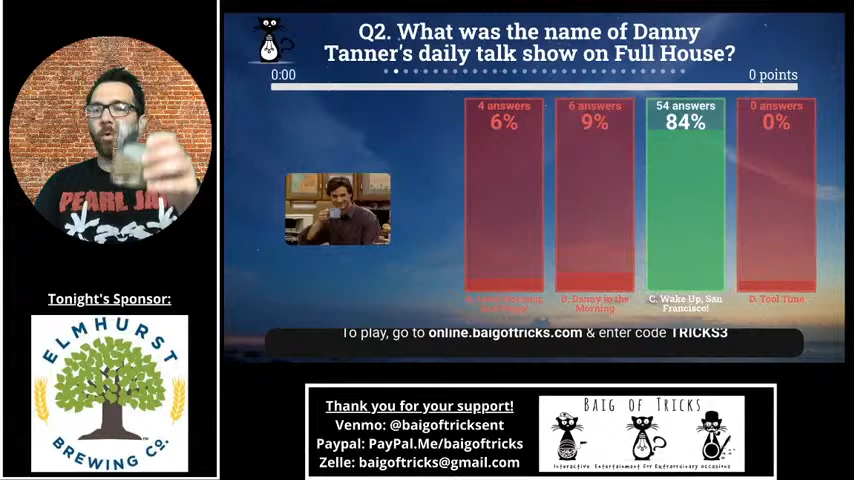 Q2. What was the name of Danny
Tanner's daily talk show on Full House?
0:00
0 points
4 answers
6%
6 answers
9%
54 answers
84%
0 answers
0%
B. Danny in the
Morning
C. Wake Up, San
Francisco!
D. Tool Time
To play, go to online.baigoftricks.com & enter code TRICKS3
PEARL JA
Tonight's Sponsor:
ELMHURST
BREWING Co.
Thank you for your support!
Venmo: @baigoftricksent
Paypal: PayPal.Me/baigoftricks
Zelle: baigoftricks@gmail.com
BAIG OF TRICKS
Interactive Entertainment for Extraordinary Occasions